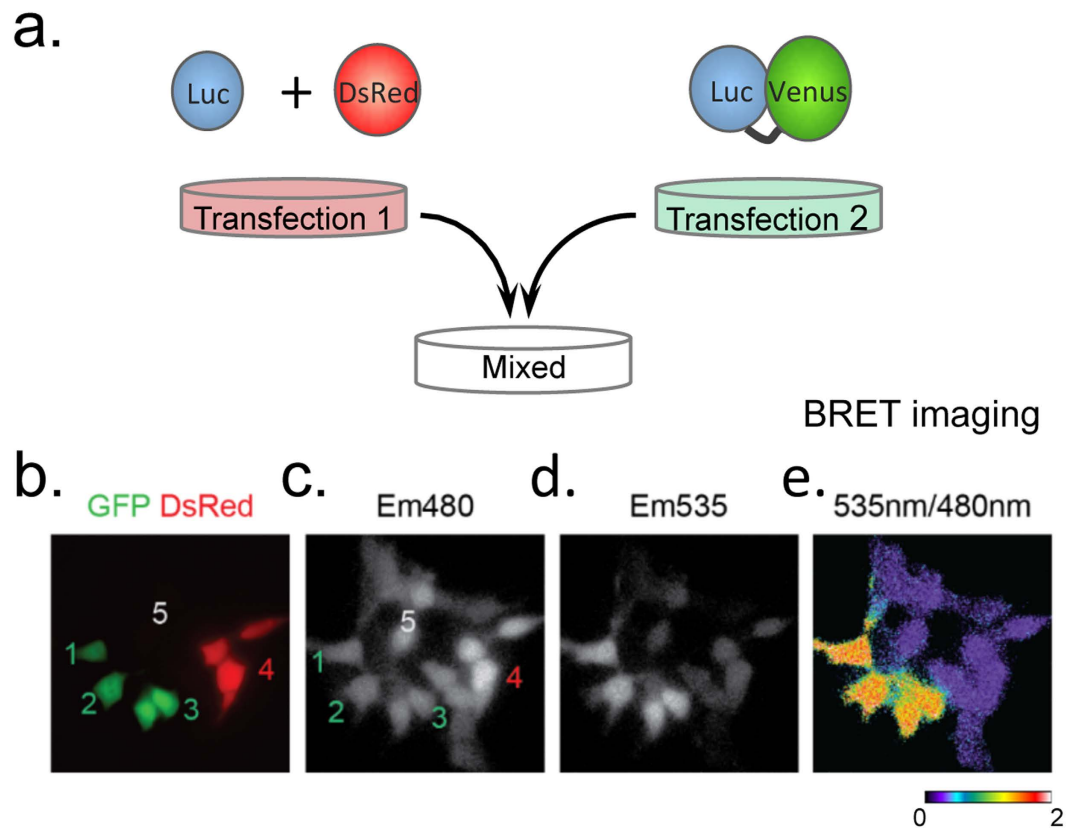 a.
Luc + DsRed
Luc Venus
Transfection 1
Transfection 2
Mixed
BRET imaging
b.
GFP DsRed
5
1
2
3
4
c.
Em480
5
1
2
3
4
d.
Em535
e.
535nm/480nm
0 2